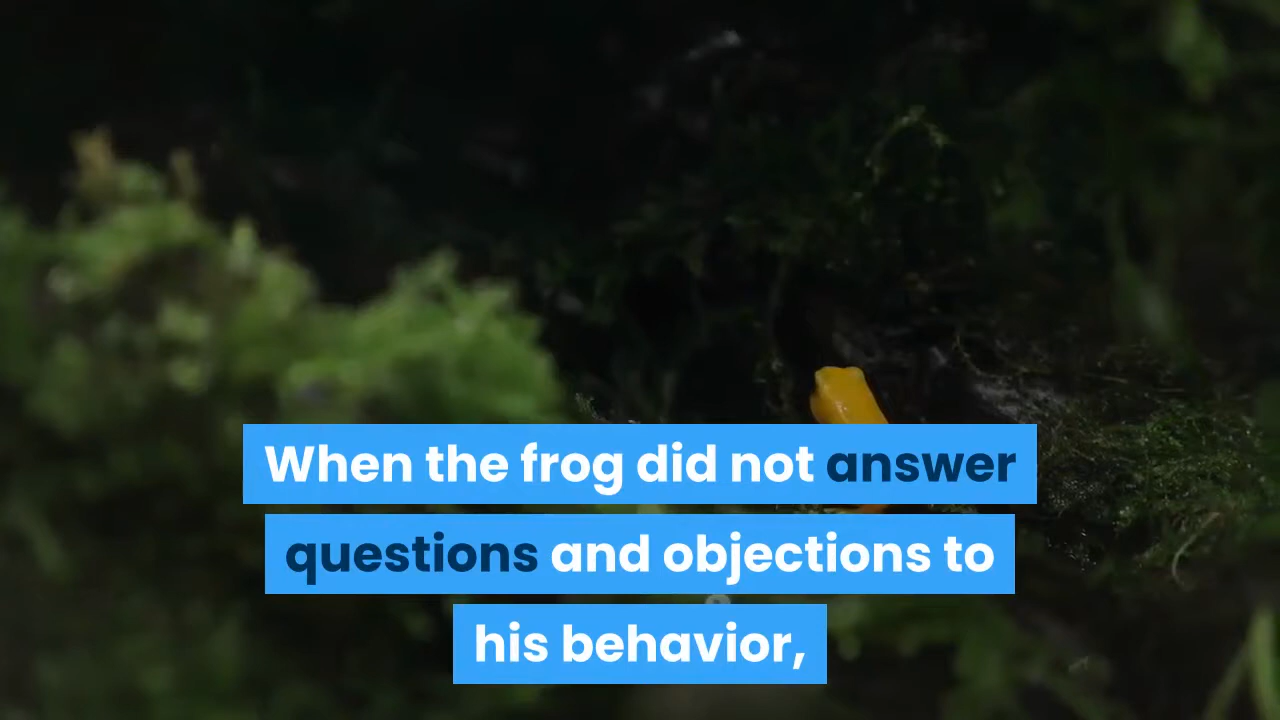 When the frog did not answer
questions and objections to
his behavior,